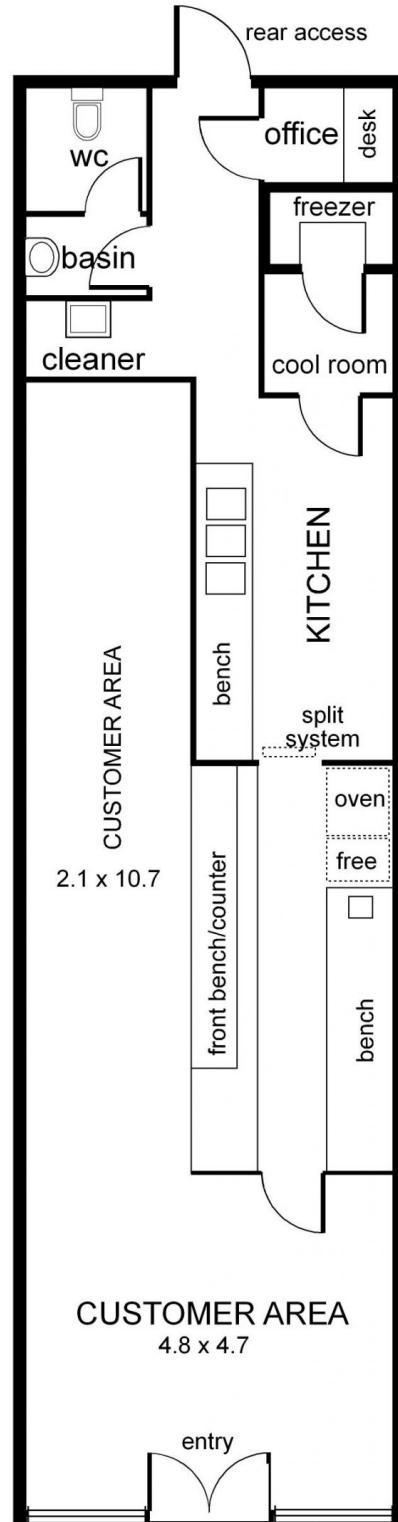 rear access
office
desk
wc
freezer
basin
cleaner
cool room
KITCHEN
bench
split
system
CUSTOMER AREA
2.1 x 10.7
oven
free
front bench/counter
bench
CUSTOMER AREA
4.8 x 4.7
entry